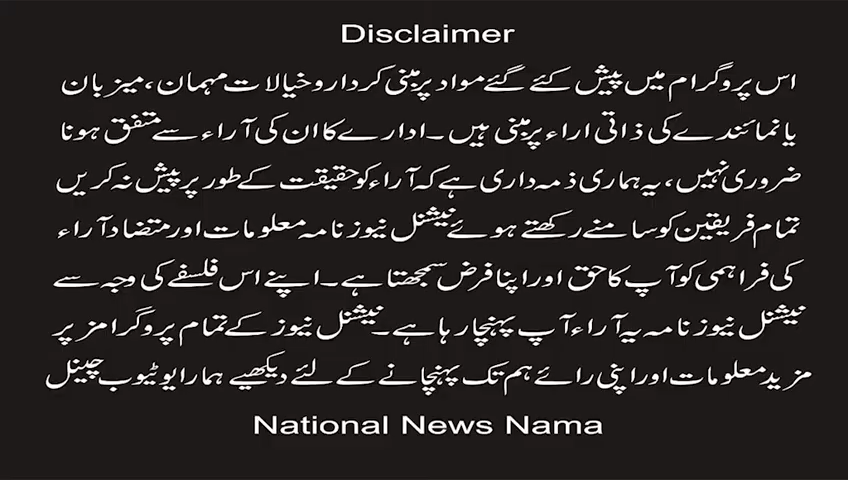 Disclaimer
اس پروگرام میں پیش کئے گئے مواد پر مبنی کردار و خیالات مہمان، میزبان
یا نمائندے کی ذاتی اراء پر مبنی ہیں۔ ادارے کا ان کی آراء سے متفق ہونا
ضروری نہیں، یہ ہماری ذمہ داری ہے کہ آراء کو حقیقت کے طور پر پیش نہ کریں
تمام فریقین کو سامنے رکھتے ہوئے نیشنل نیوز نامہ معلومات اور متضاد آراء
کی فراہمی کو آپ کا حق اور اپنا فرض سمجھتا ہے۔ اپنے اس فلسفے کی وجہ سے
نیشنل نیوز نامہ یہ آراء آپ پہنچا رہا ہے۔ نیشنل نیوز کے تمام پروگرامز پر
مزید معلومات اور اپنی رائے ہم تک پہنچانے کے لئے دیکھیے ہمارا یوٹیوب چینل
National News Nama